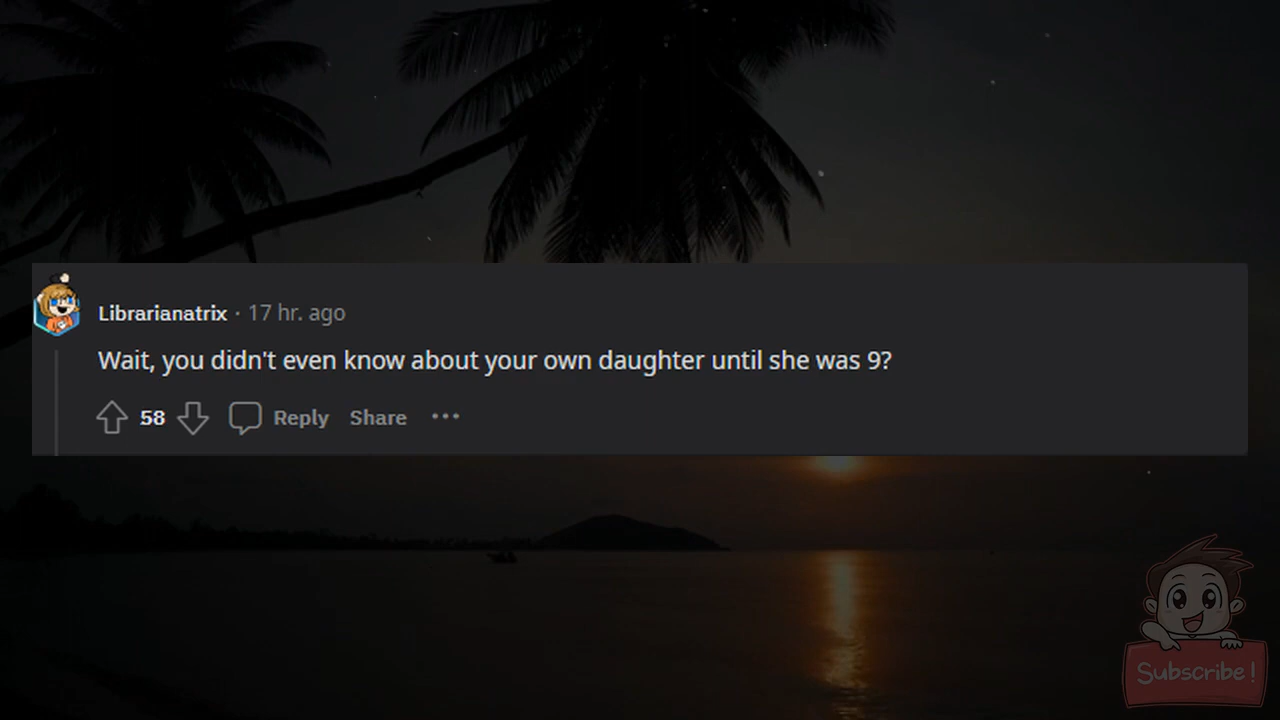 Librarianatrix · 17 hr. ago
Wait, you didn't even know about your own daughter until she was 9?
58 Reply Share ···
Subscribe!